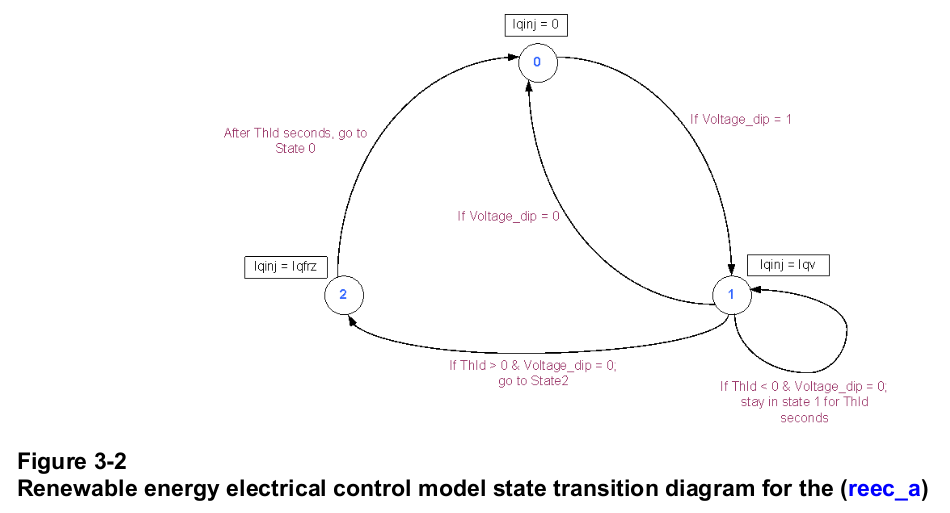 Iqinj = 0
0
If Voltage_dip = 1
After Thld seconds, go to
State 0
If Voltage_dip = 0
Iqinj = Iqfrz
Iqinj = Iqv
2
1
If Thld > 0 & Voltage_dip = 0;
go to State2
If Thld < 0 & Voltage_dip = 0;
stay in state 1 for Thld
seconds
Figure 3-2
Renewable energy electrical control model state transition diagram for the (reec_a)